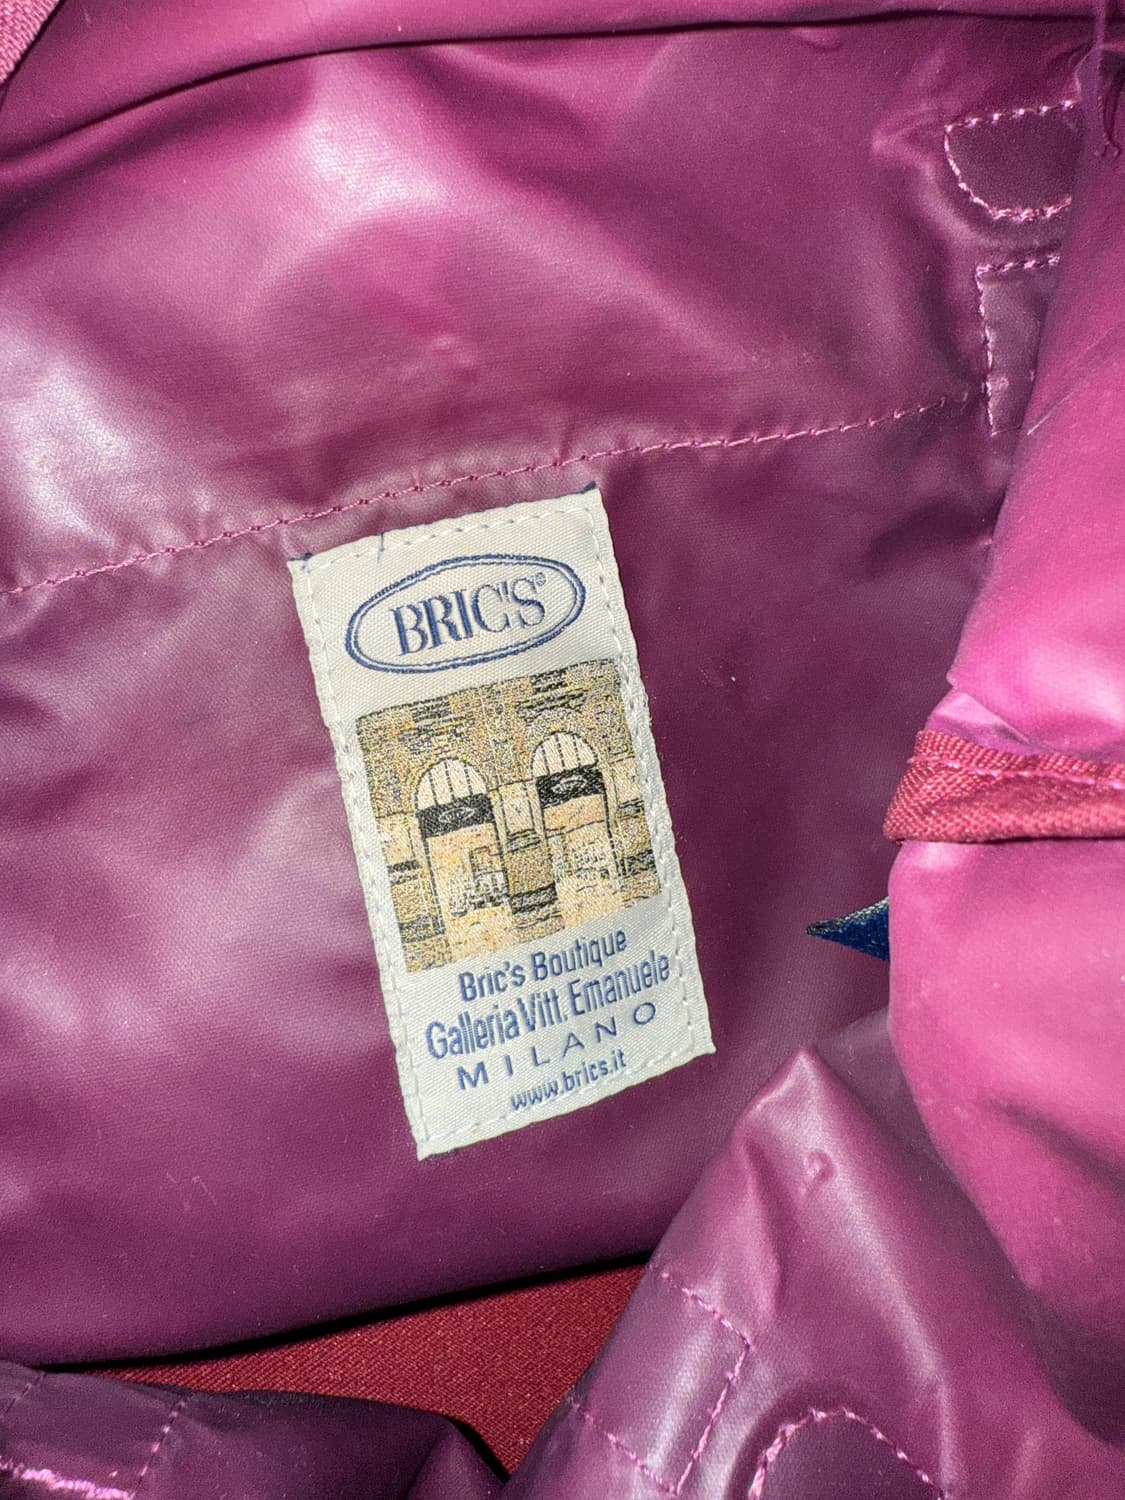 BRIC'S®
Bric's Boutique
Galleria Vitt. Emanuele
MILANO
www.brics.it